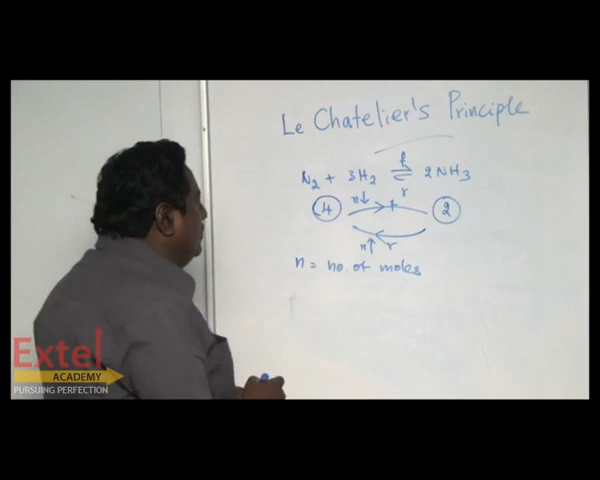 Le Chatelier's Principle
f
N2 + 3H2 ⇌ 2NH3
r
4 n↓ f 2
n↑ r
n = no. of moles
Extel
ACADEMY
PURSUING PERFECTION